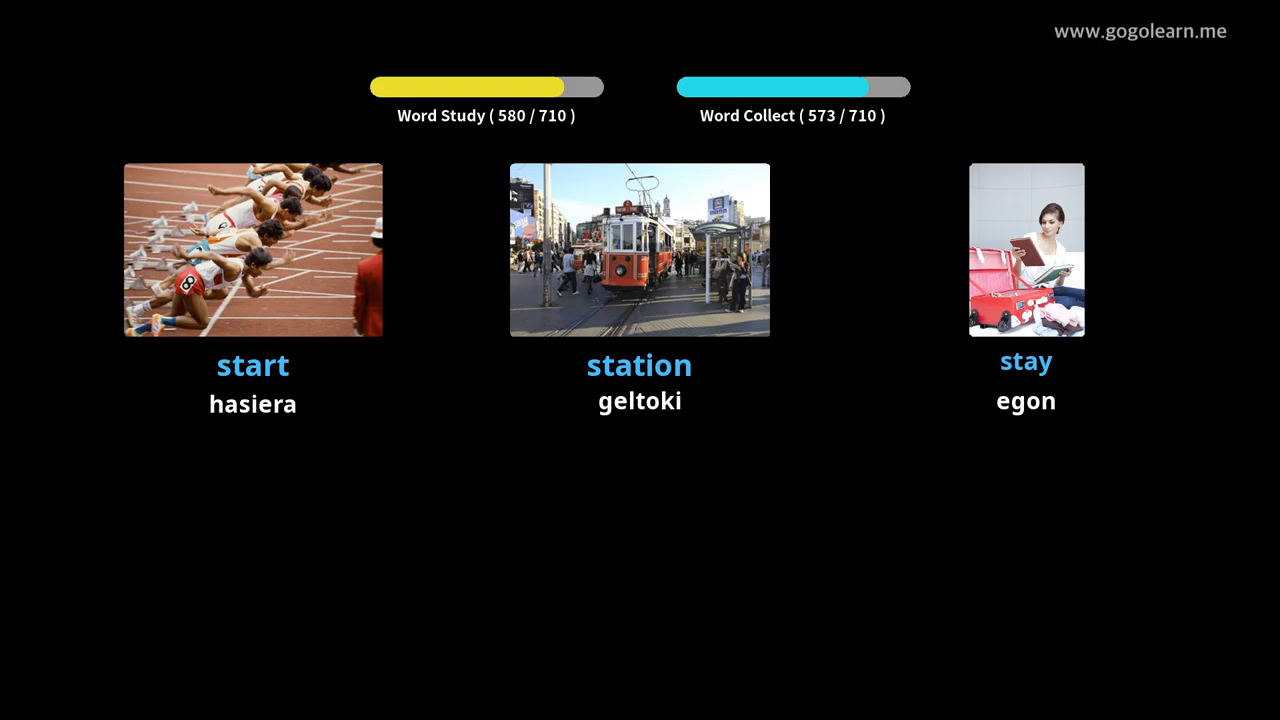 www.gogolearn.me
Word Study ( 580 / 710 )
Word Collect ( 573 / 710 )
start
station
stay
hasiera
geltoki
egon